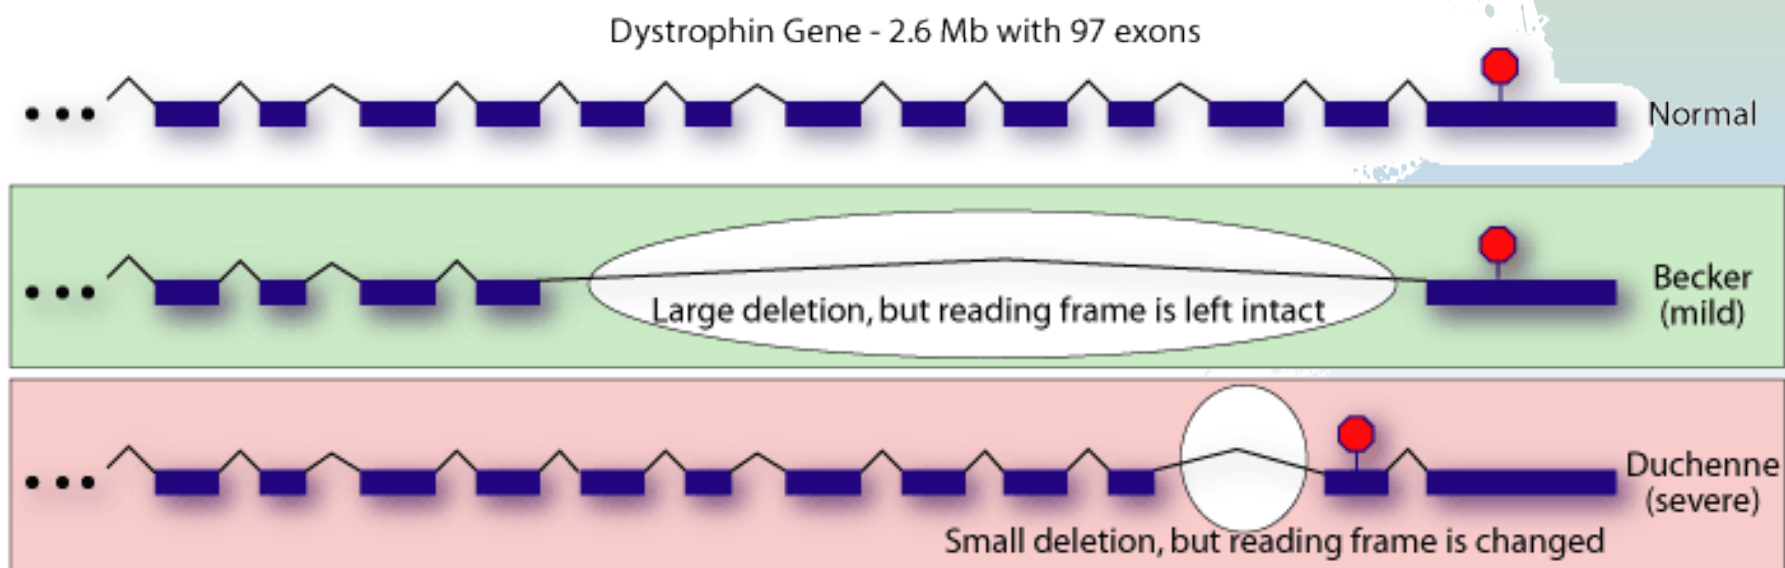 Dystrophin Gene - 2.6 Mb with 97 exons
Normal
Becker
(mild)
Large deletion, but reading frame is left intact
Duchenne
(severe)
Small deletion, but reading frame is changed